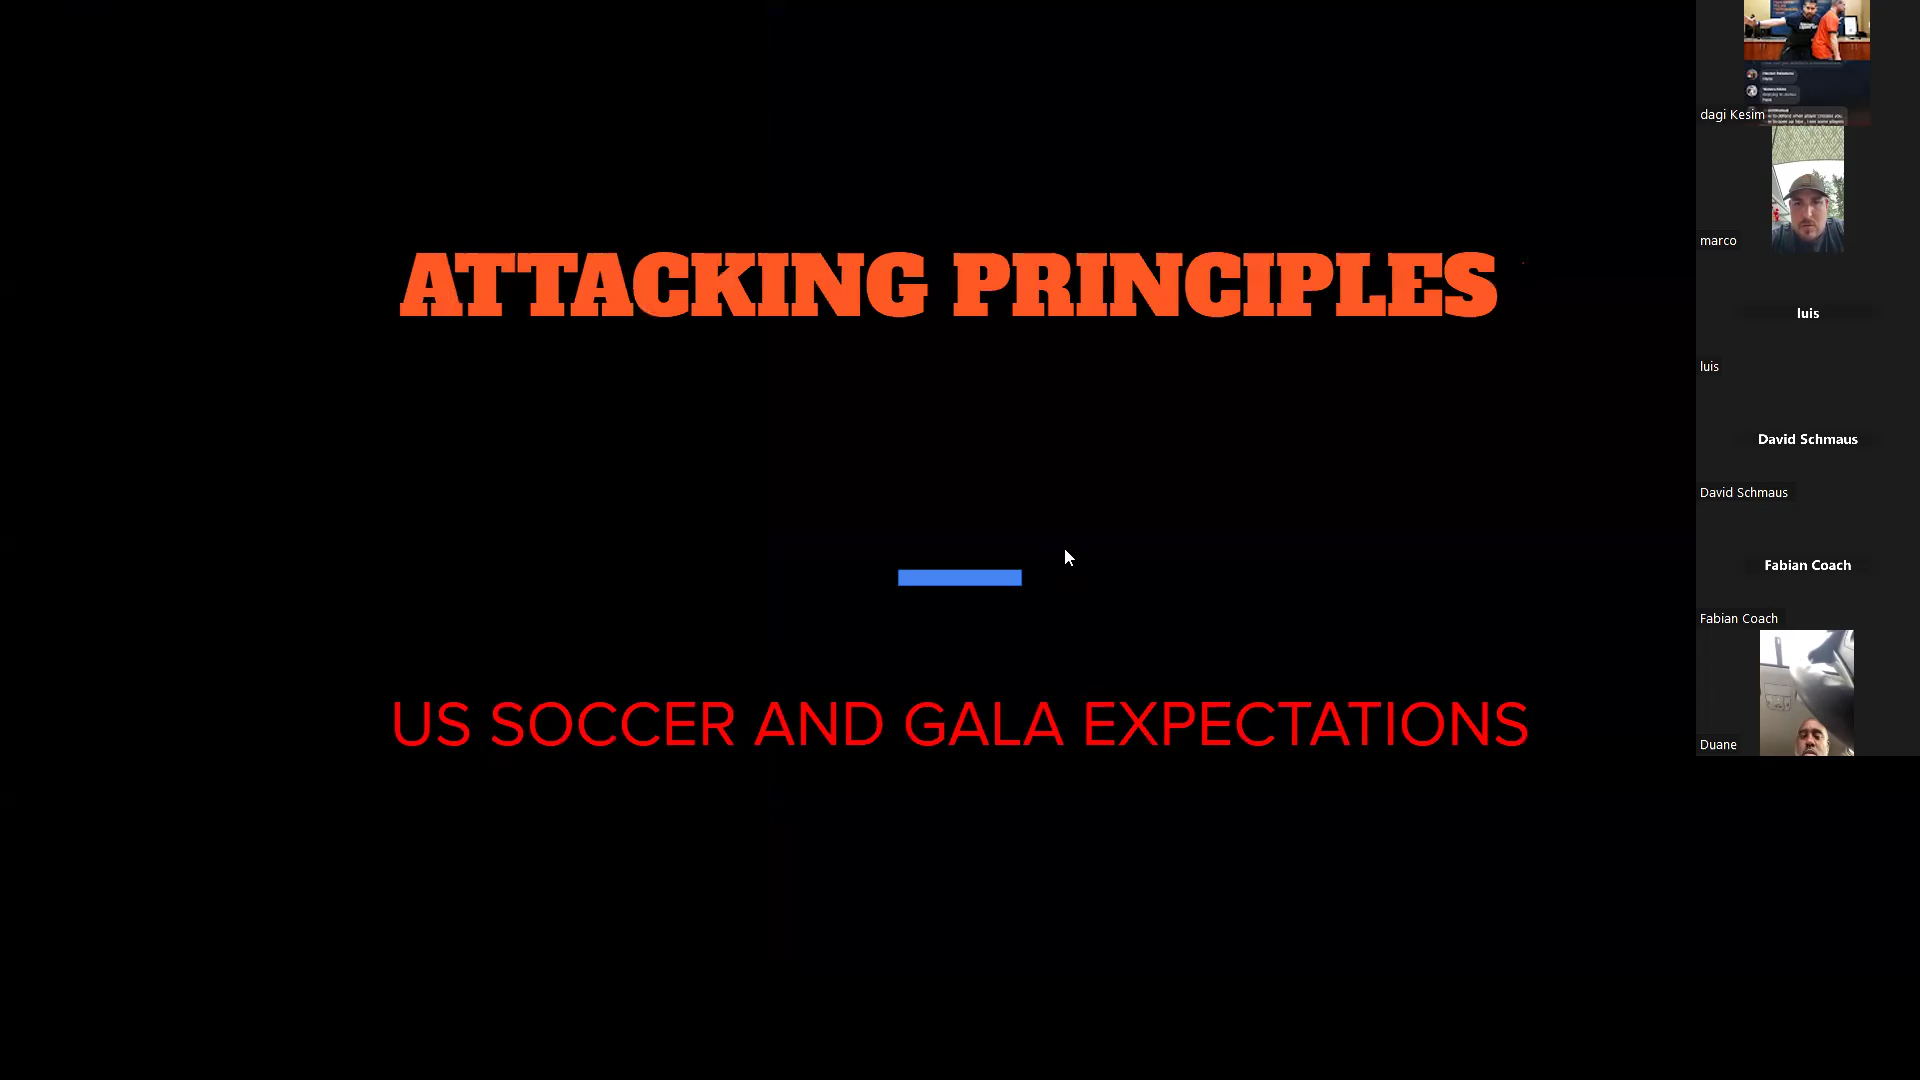 ATTACKING PRINCIPLES
US SOCCER AND GALA EXPECTATIONS
dagi Kesim
marco
luis
luis
David Schmaus
David Schmaus
Fabian Coach
Fabian Coach
Duane